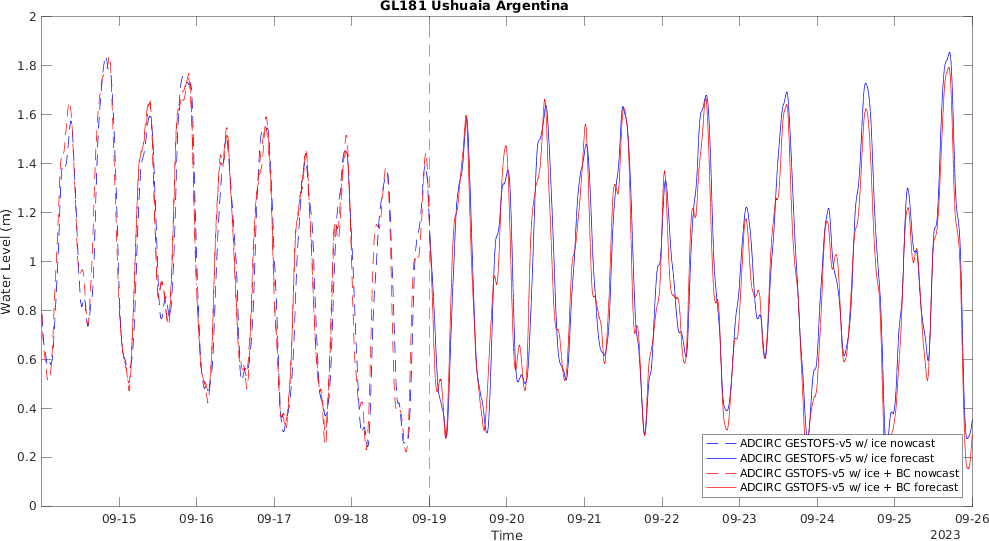 GL181 Ushuaia Argentina
2
1.8
1.6
1.4
1.2
1
0.8
0.6
0.4
0.2
0
Water Level (m)
ADCIRC GESTOFS-v5 w/ ice nowcast
ADCIRC GESTOFS-v5 w/ ice forecast
ADCIRC GSTOFS-v5 w/ ice + BC nowcast
ADCIRC GSTOFS-v5 w/ ice + BC forecast
09-15 09-16 09-17 09-18 09-19 09-20 09-21 09-22 09-23 09-24 09-25 09-26
Time
2023